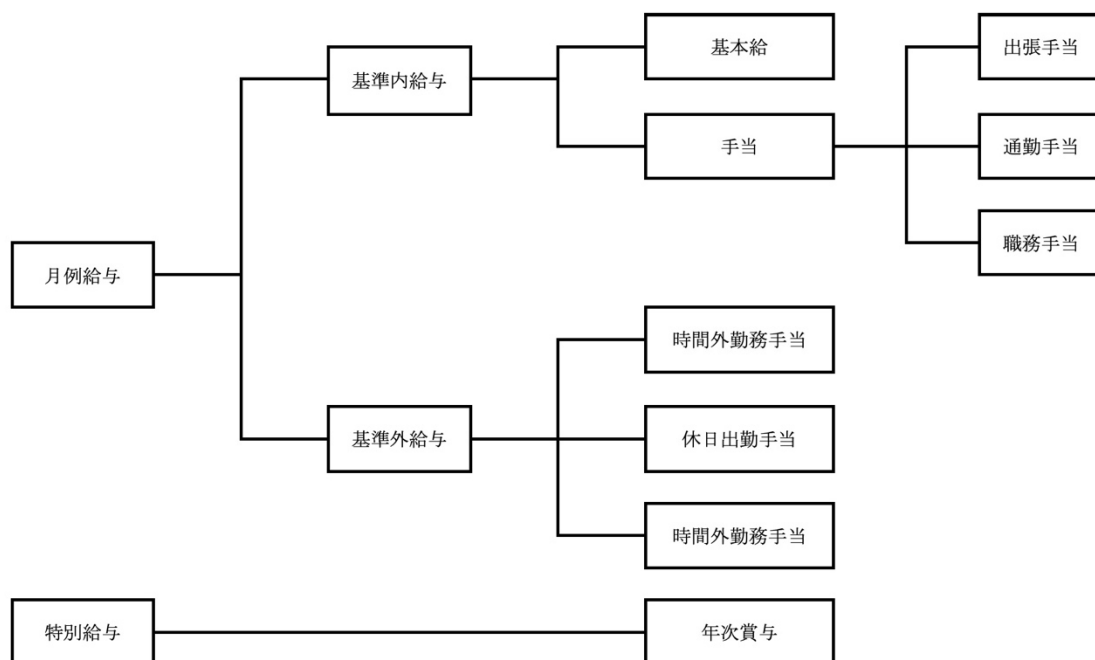 月例給与
基準内給与
基本給
手当
出張手当
通勤手当
職務手当
基準外給与
時間外勤務手当
休日出勤手当
時間外勤務手当
特別給与
年次賞与